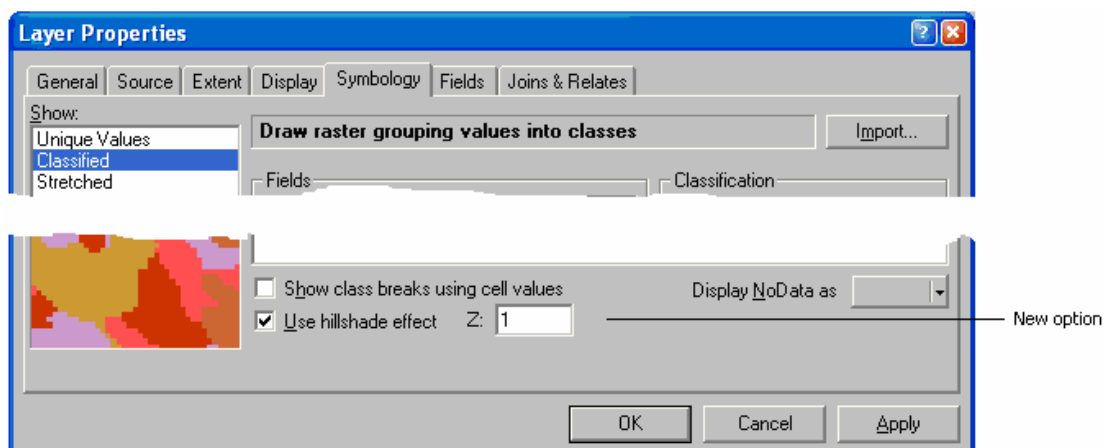 Layer Properties
General Source Extent Display Symbology Fields Joins & Relates
Show:
Unique Values
Classified
Stretched
Draw raster grouping values into classes
Import...
Fields
Classification
Show class breaks using cell values
Display NoData as
Use hillshade effect Z: 1
New option
OK Cancel Apply